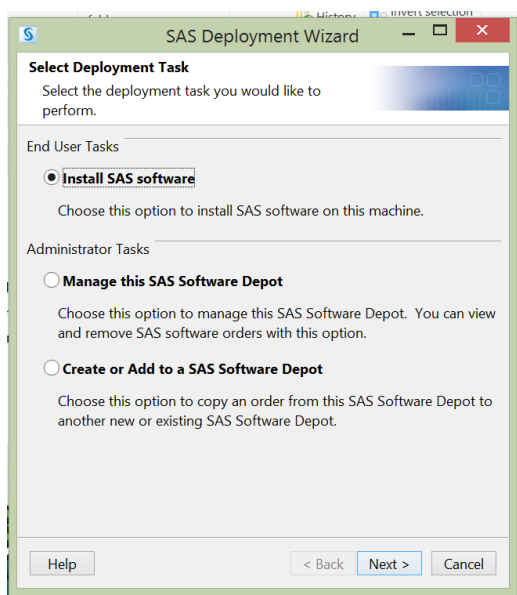 History Invert selection
SAS Deployment Wizard
Select Deployment Task
Select the deployment task you would like to
perform.
End User Tasks
Install SAS software
Choose this option to install SAS software on this machine.
Administrator Tasks
Manage this SAS Software Depot
Choose this option to manage this SAS Software Depot. You can view
and remove SAS software orders with this option.
Create or Add to a SAS Software Depot
Choose this option to copy an order from this SAS Software Depot to
another new or existing SAS Software Depot.
Help < Back Next > Cancel